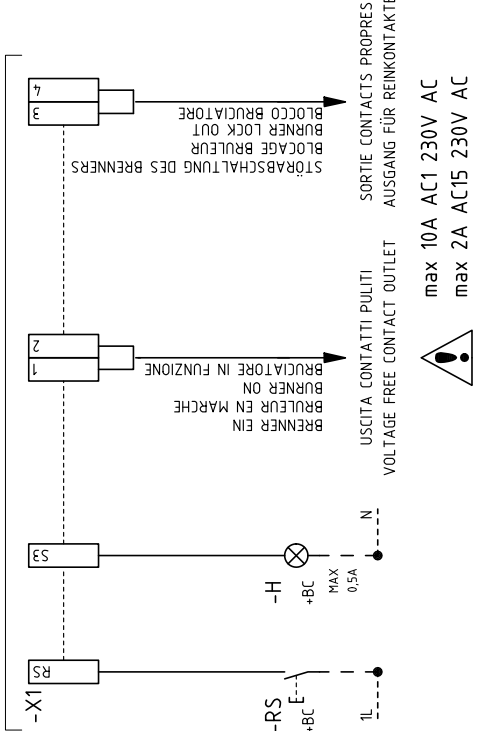 -X1
RS
S3
1
2
3
4
BRUCIATORE IN FUNZIONE
BURNER ON
BRULEUR EN MARCHE
BRENNER EIN
BLOCCO BRUCIATORE
BURNER LOCK OUT
BLOCAGE BRULEUR
STÖRABSCHALTUNG DES BRENNERS
-RS
+BC
1L
-H
+BC
MAX
0,5A
N
USCITA CONTATTI PULITI
VOLTAGE FREE CONTACT OUTLET
SORTIE CONTACTS PROPRES
AUSGANG FÜR REINKONTAKTE
max 10A AC1 230V AC
max 2A AC15 230V AC